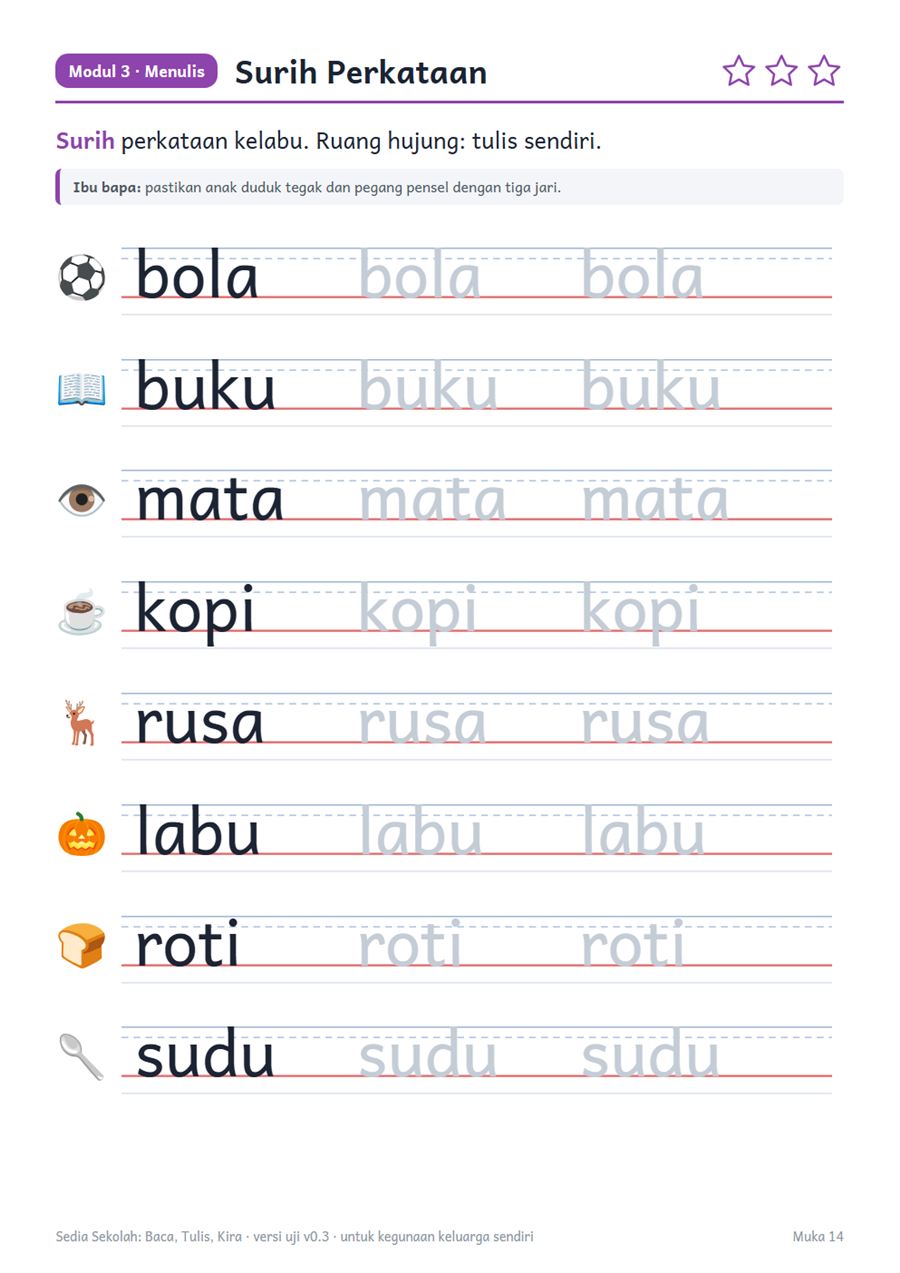 Modul 3 · Menulis Surih Perkataan
Surih perkataan kelabu. Ruang hujung: tulis sendiri.
Ibu bapa: pastikan anak duduk tegak dan pegang pensel dengan tiga jari.
bola bola bola
buku buku buku
mata mata mata
kopi kopi kopi
rusa rusa rusa
labu labu labu
roti roti roti
sudu sudu sudu
Sedia Sekolah: Baca, Tulis, Kira · versi uji v0.3 · untuk kegunaan keluarga sendiri Muka 14